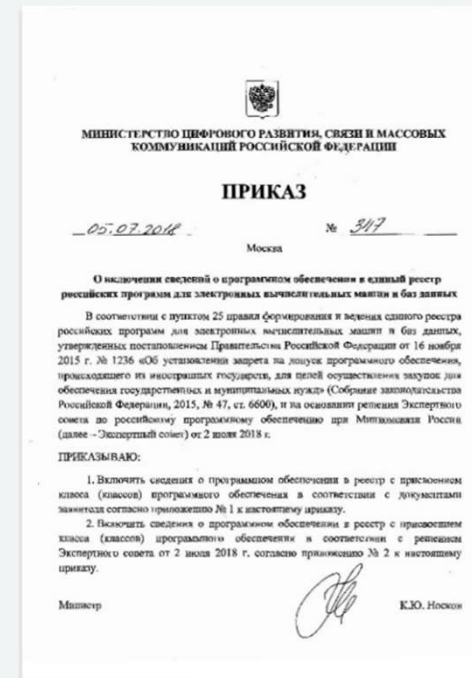 МИНИСТЕРСТВО ЦИФРОВОГО РАЗВИТИЯ, СВЯЗИ И МАССОВЫХ
КОММУНИКАЦИЙ РОССИЙСКОЙ ФЕДЕРАЦИИ
ПРИКАЗ
05.07.2018 № 347
Москва
О включении сведений о программном обеспечении в единый реестр
российских программ для электронных вычислительных машин и баз данных
В соответствии с пунктом 25 правил формирования и ведения единого реестра
российских программ для электронных вычислительных машин и баз данных,
утвержденных постановлением Правительства Российской Федерации от 16 ноября
2015 г. № 1236 «Об установлении запрета на допуск программного обеспечения,
происходящего из иностранных государств, для целей осуществления закупок для
обеспечения государственных и муниципальных нужд» (Собрание законодательства
Российской Федерации, 2015, № 47, ст. 6600), и на основании решения Экспертного
совета по российскому программному обеспечению при Минкомсвязи России
(далее – Экспертный совет) от 2 июля 2018 г.
ПРИКАЗЫВАЮ:
1. Включить сведения о программном обеспечении в реестр с присвоением
класса (классов) программного обеспечения в соответствии с документами
заявителя согласно приложению № 1 к настоящему приказу.
2. Включить сведения о программном обеспечении в реестр с присвоением
класса (классов) программного обеспечения в соответствии с решением
Экспертного совета от 2 июля 2018 г. согласно приложению № 2 к настоящему
приказу.
Министр К.Ю. Носков